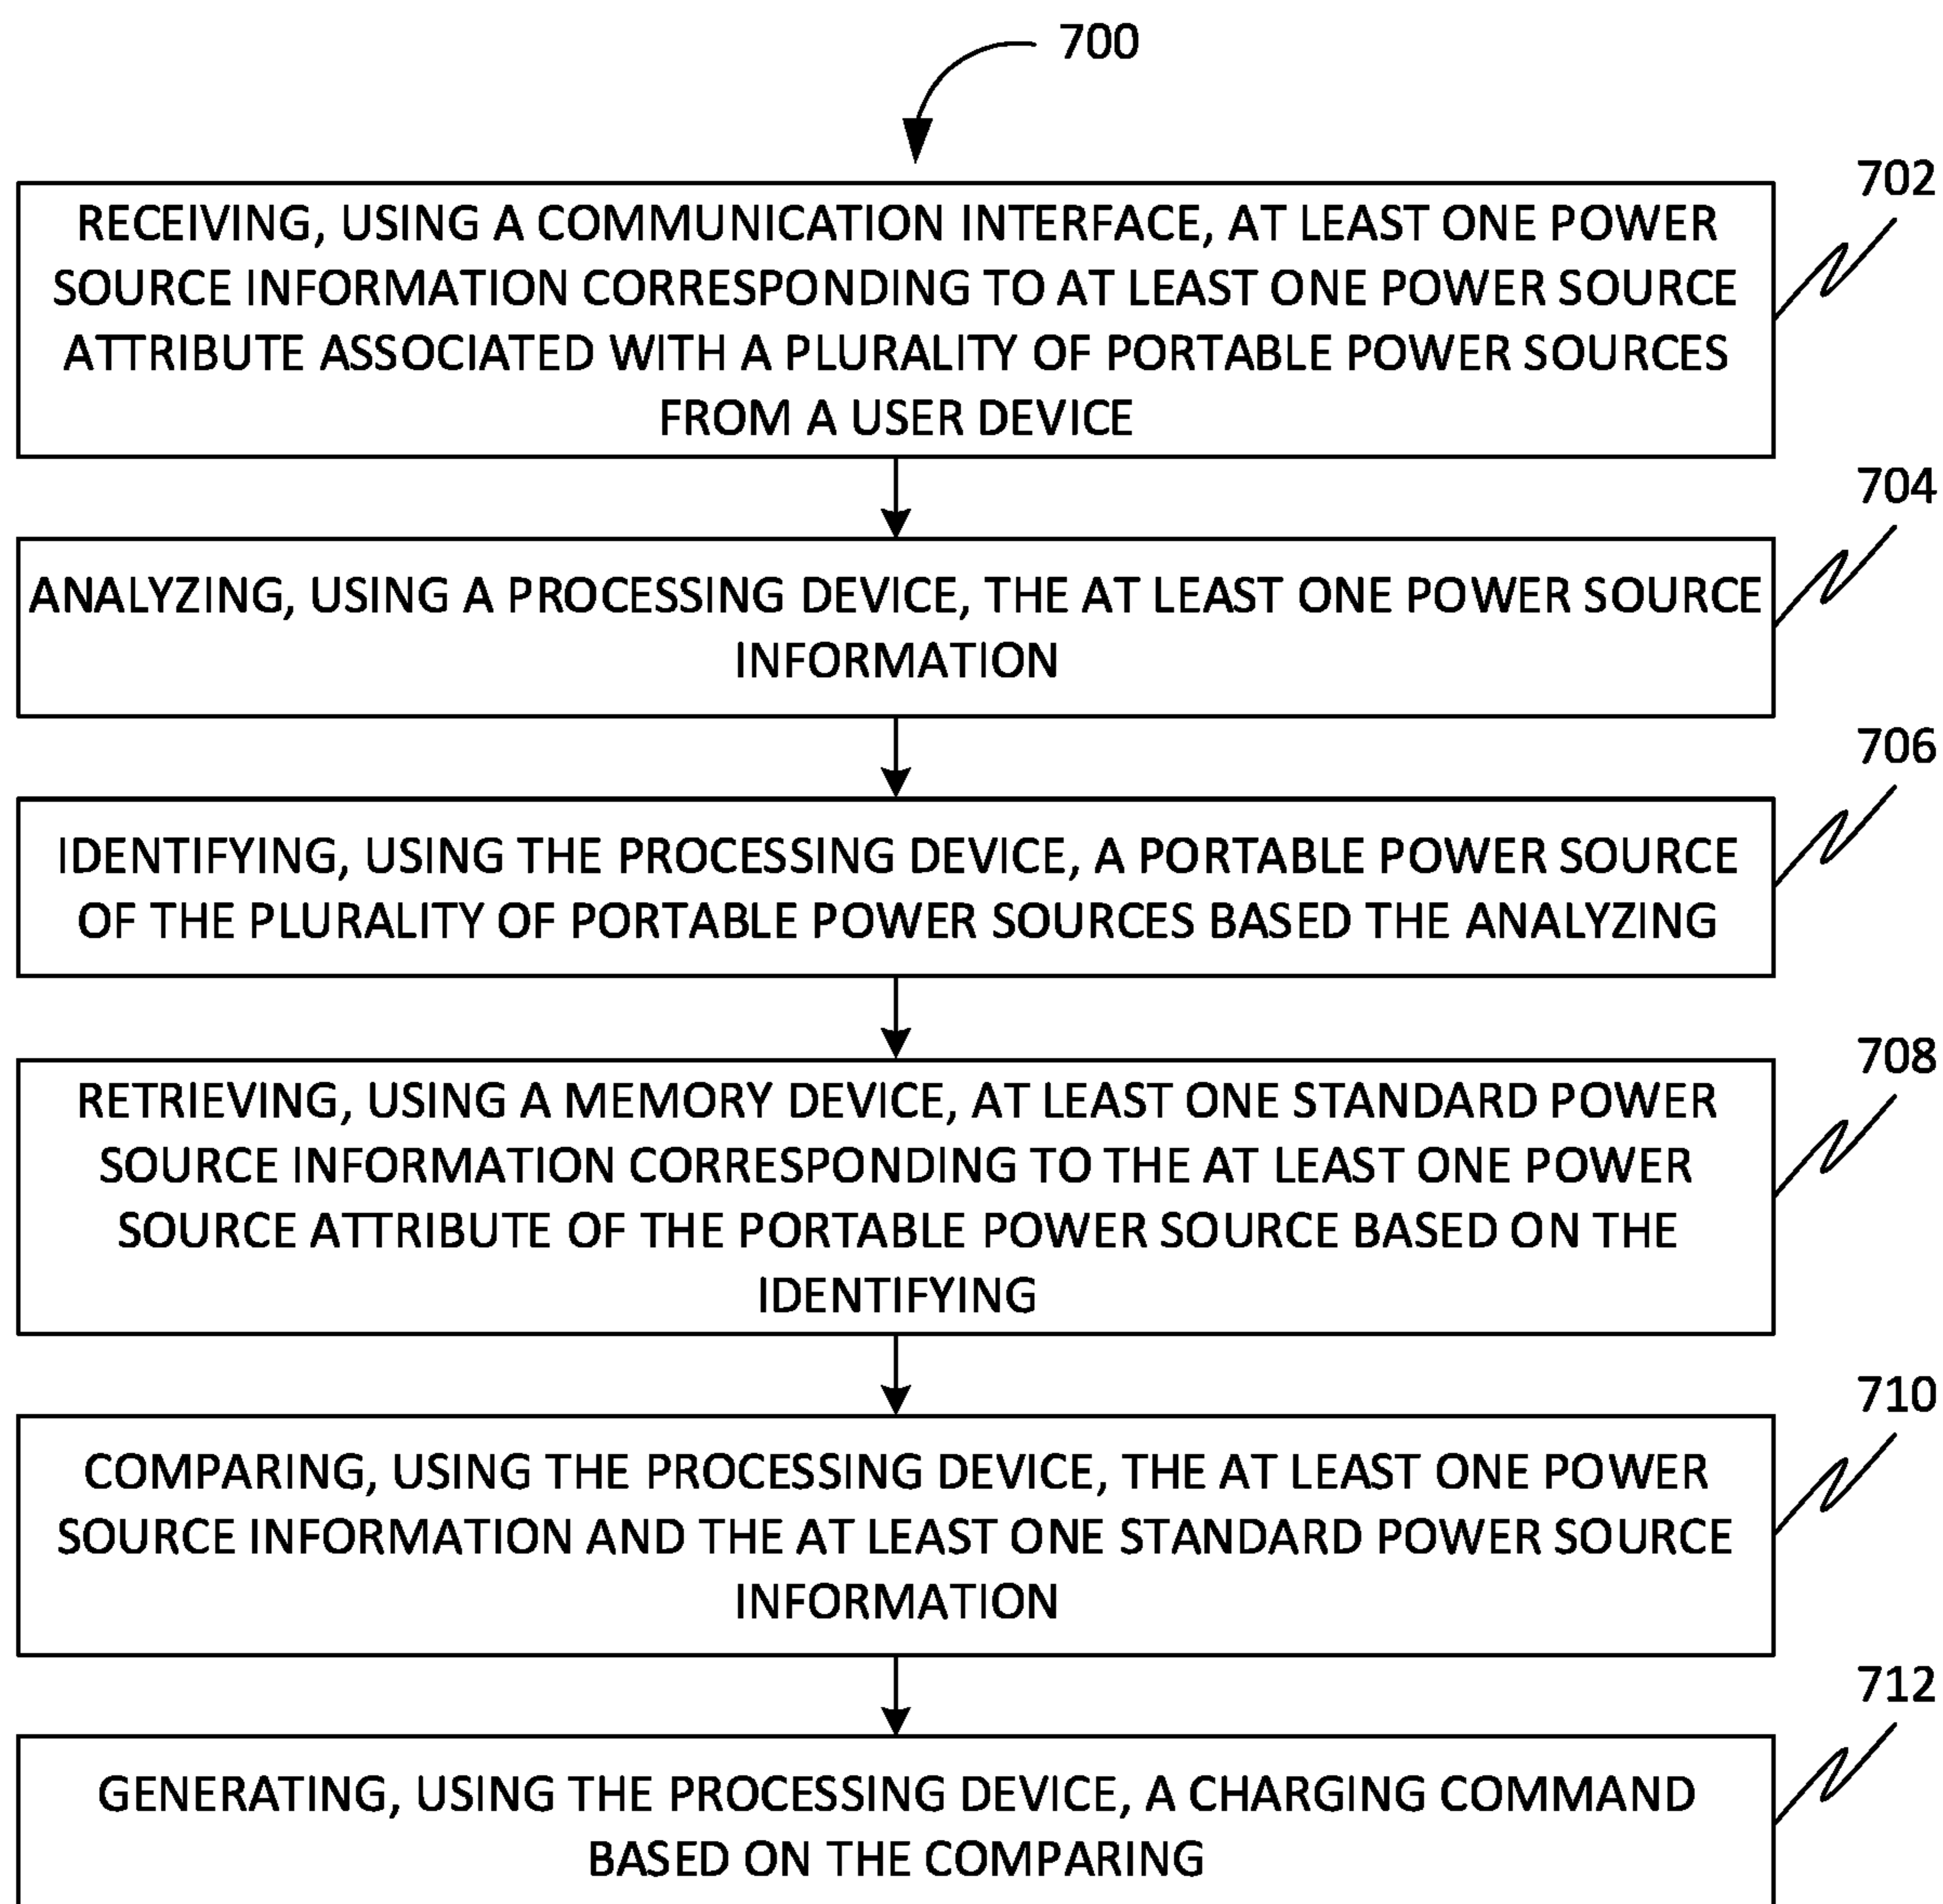 700
702
RECEIVING, USING A COMMUNICATION INTERFACE, AT LEAST ONE POWER
SOURCE INFORMATION CORRESPONDING TO AT LEAST ONE POWER SOURCE
ATTRIBUTE ASSOCIATED WITH A PLURALITY OF PORTABLE POWER SOURCES
FROM A USER DEVICE
704
ANALYZING, USING A PROCESSING DEVICE, THE AT LEAST ONE POWER SOURCE
INFORMATION
706
IDENTIFYING, USING THE PROCESSING DEVICE, A PORTABLE POWER SOURCE
OF THE PLURALITY OF PORTABLE POWER SOURCES BASED THE ANALYZING
708
RETRIEVING, USING A MEMORY DEVICE, AT LEAST ONE STANDARD POWER
SOURCE INFORMATION CORRESPONDING TO THE AT LEAST ONE POWER
SOURCE ATTRIBUTE OF THE PORTABLE POWER SOURCE BASED ON THE
IDENTIFYING
710
COMPARING, USING THE PROCESSING DEVICE, THE AT LEAST ONE POWER
SOURCE INFORMATION AND THE AT LEAST ONE STANDARD POWER SOURCE
INFORMATION
712
GENERATING, USING THE PROCESSING DEVICE, A CHARGING COMMAND
BASED ON THE COMPARING